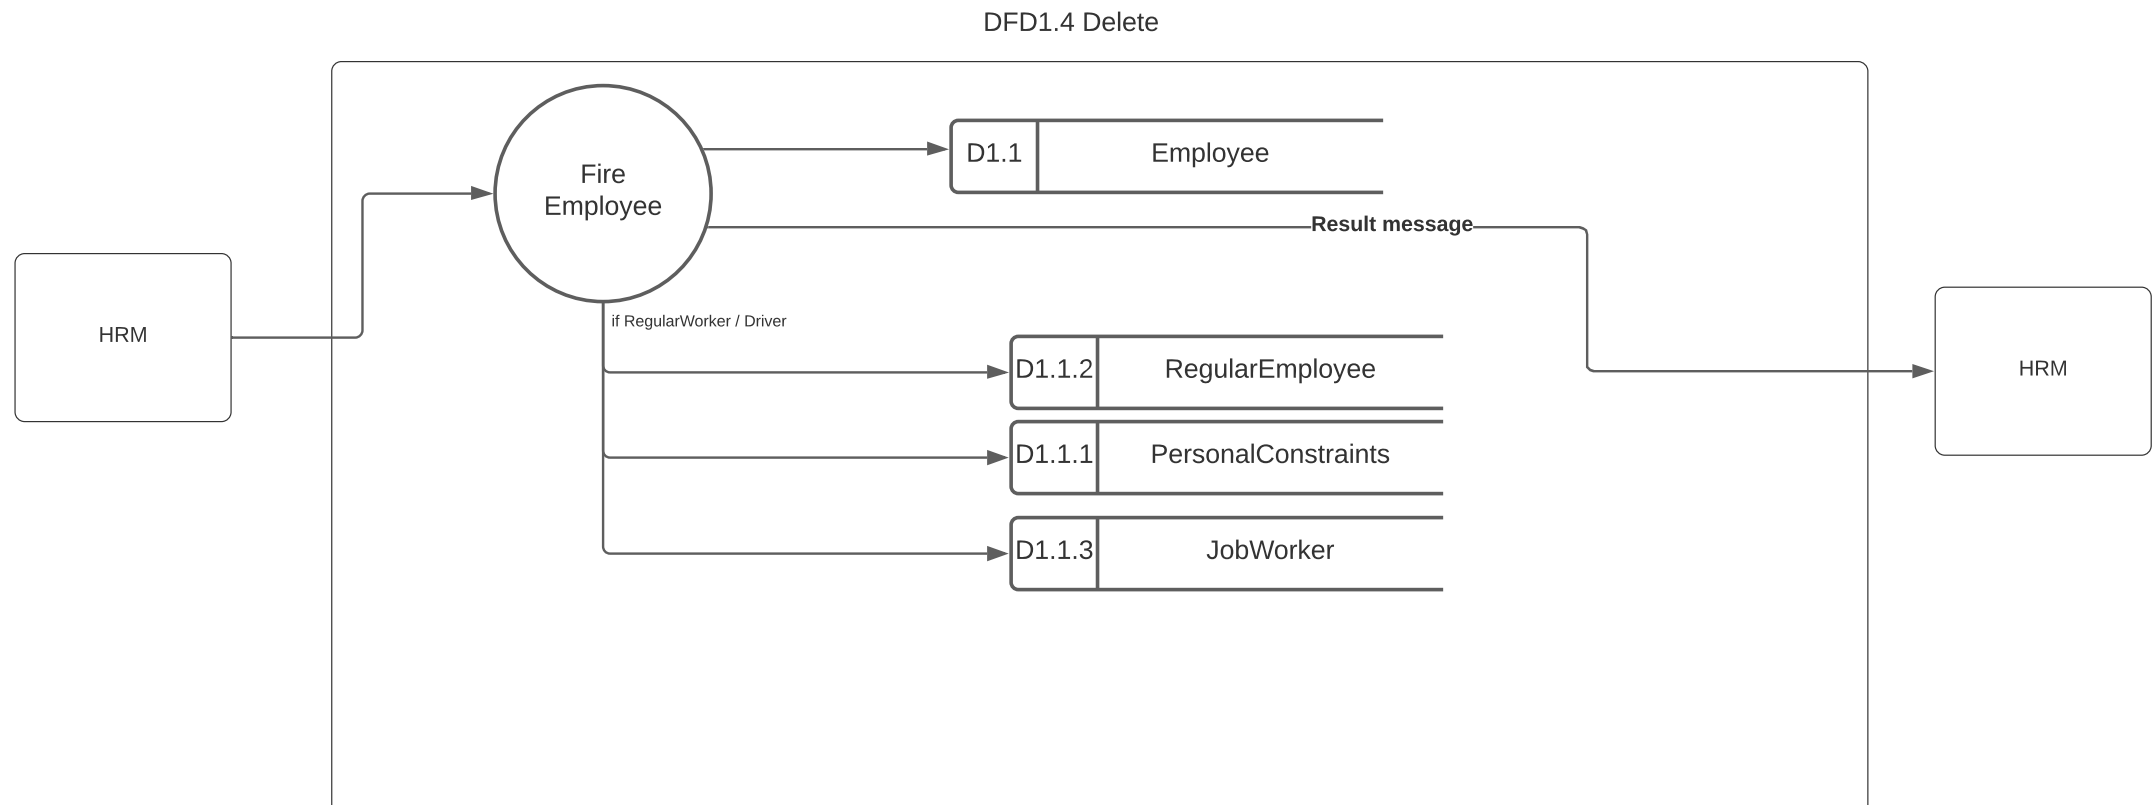 DFD1.4 Delete
Fire
Employee
D1.1
Employee
Result message
HRM
HRM
if RegularWorker / Driver
D1.1.2
RegularEmployee
D1.1.1
PersonalConstraints
D1.1.3
JobWorker